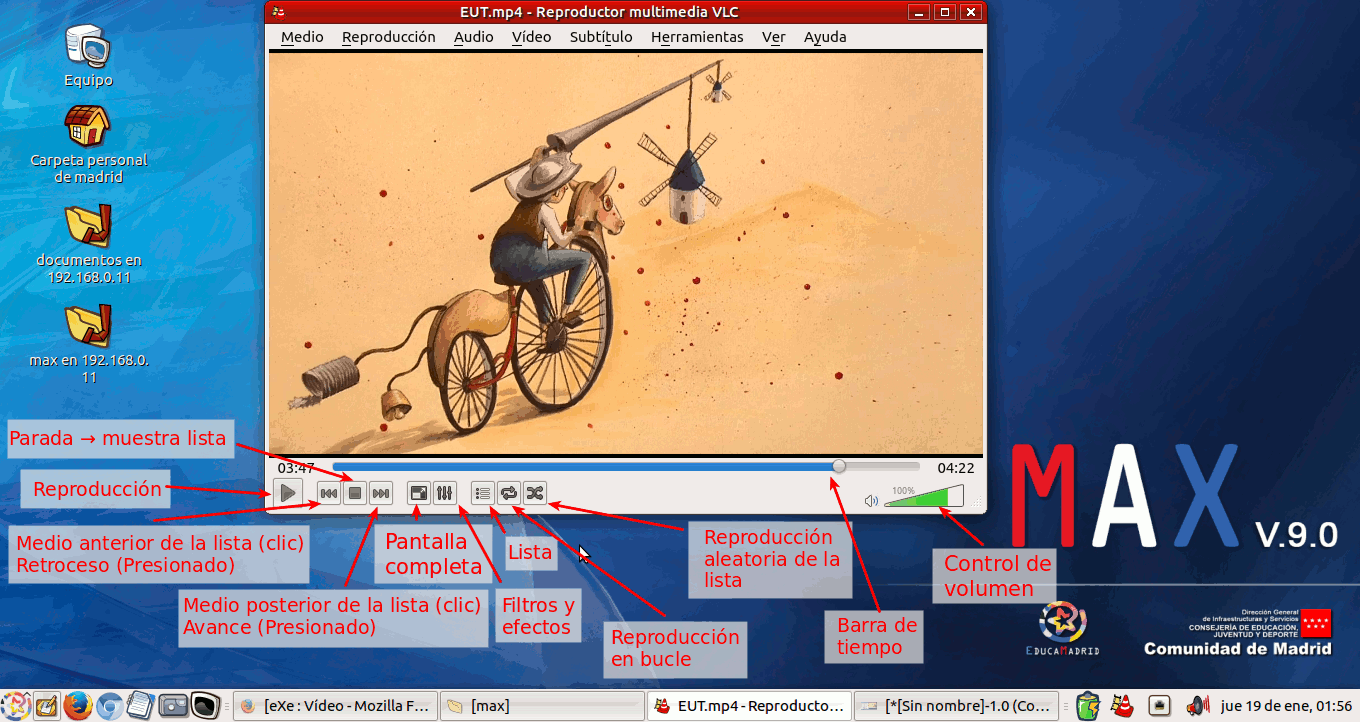 EUT.mp4 - Reproductor multimedia VLC
Medio Reproducción Audio Vídeo Subtítulo Herramientas Ver Ayuda
Equipo
Carpeta personal
de madrid
documentos en
192.168.0.11
max en 192.168.0.
11
Parada → muestra lista
03:47
04:22
Reproducción
100%
Medio anterior de la lista (clic)
Retroceso (Presionado)
Pantalla
completa
Lista
Reproducción
aleatoria de la
lista
Control de
volumen
MAX V.9.0
Medio posterior de la lista (clic)
Avance (Presionado)
Filtros y
efectos
Reproducción
en bucle
Barra de
tiempo
EDUCAMADRID
Dirección General
de Infraestructuras y Servicios
CONSEJERÍA DE EDUCACIÓN,
JUVENTUD Y DEPORTE
Comunidad de Madrid
[eXe : Vídeo - Mozilla F...
[max]
EUT.mp4 - Reproducto...
[*[Sin nombre]-1.0 (Co...
jue 19 de ene, 01:56